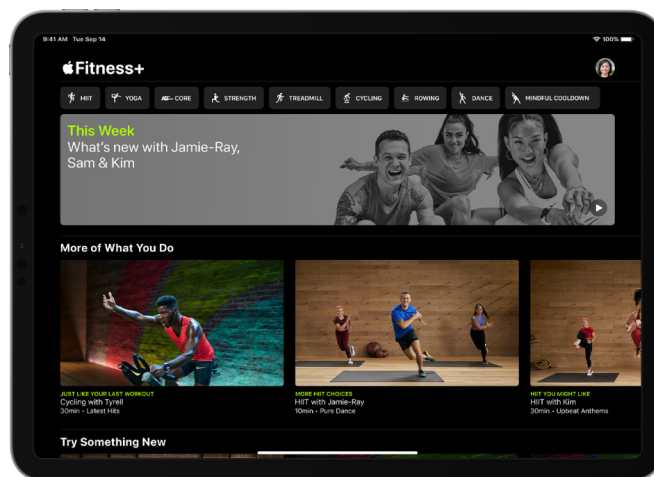 9:41 AM Tue Sep 14
100%
Fitness+
HIIT
YOGA
CORE
STRENGTH
TREADMILL
CYCLING
ROWING
DANCE
MINDFUL COOLDOWN
This Week
What's new with Jamie-Ray,
Sam & Kim
More of What You Do
JUST LIKE YOUR LAST WORKOUT
Cycling with Tyrell
30min • Latest Hits
MORE HIIT CHOICES
HIIT with Jamie-Ray
10min • Pure Dance
HIIT YOU MIGHT LIKE
HIIT with Kim
30min • Upbeat Anthems
Try Something New